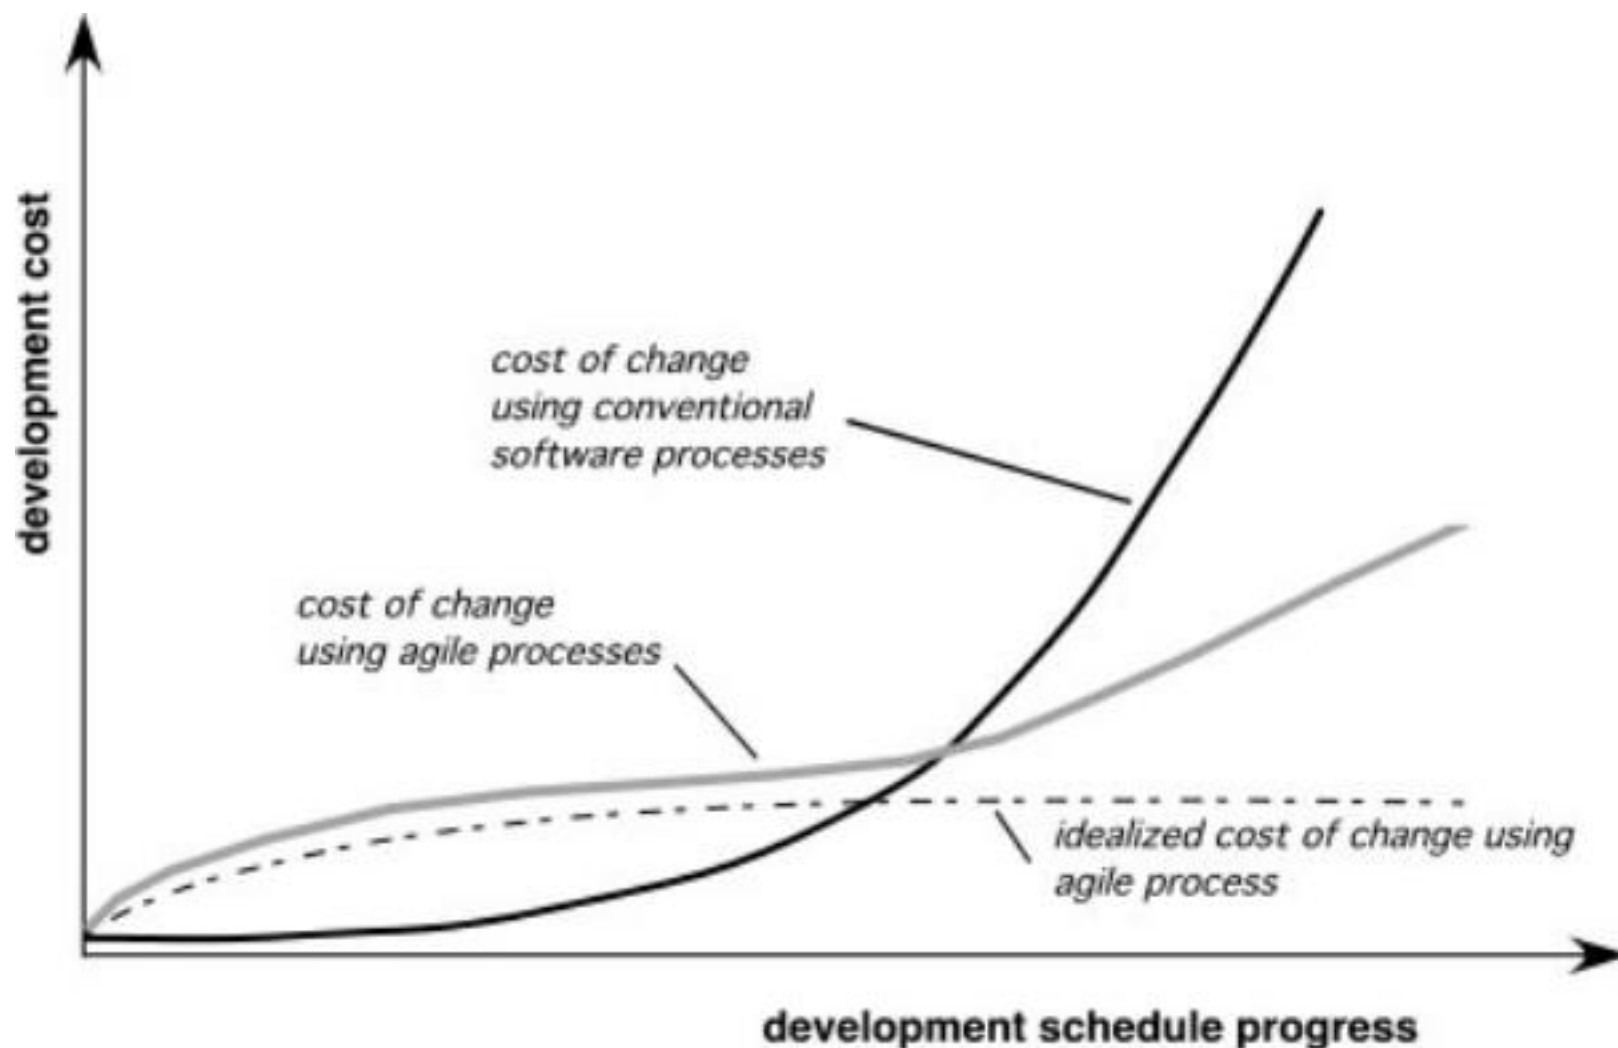 development cost
cost of change
using conventional
software processes
cost of change
using agile processes
idealized cost of change using
agile process
development schedule progress